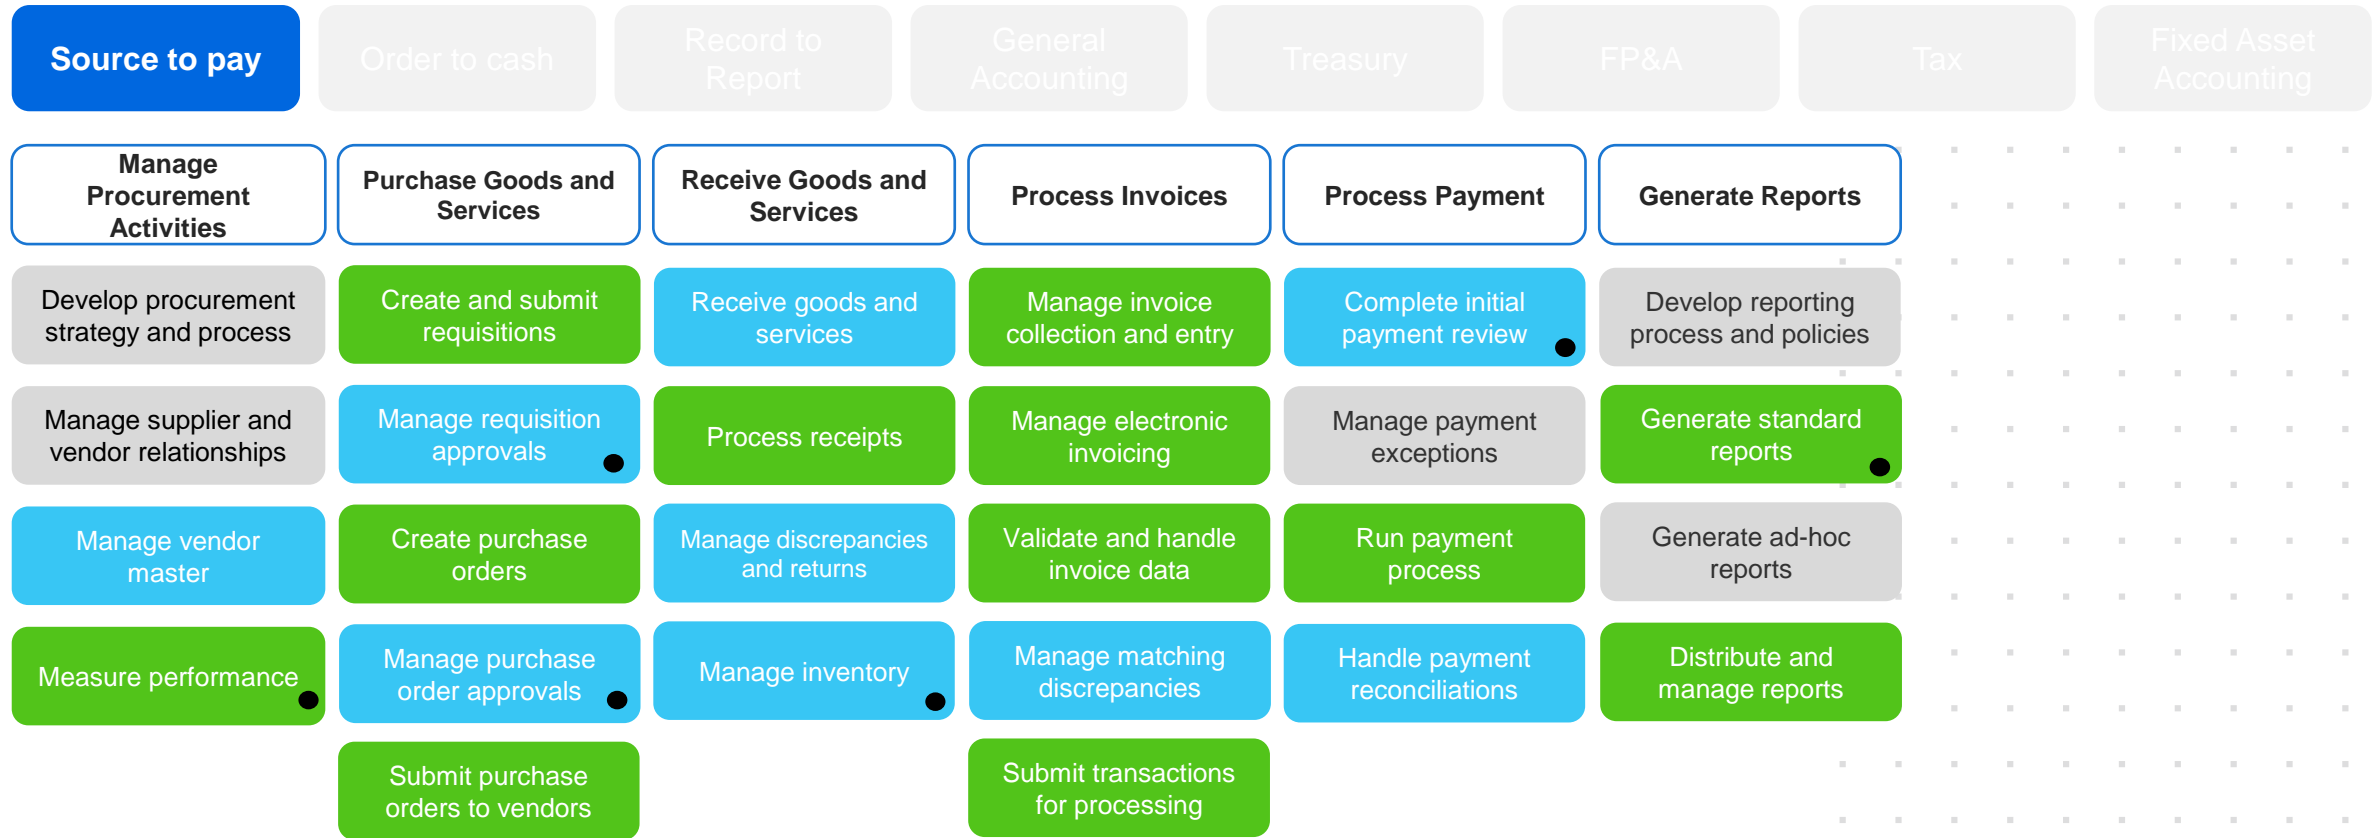 Source to pay
Order to cash
Record to
Report
General
Accounting
Treasury
FP&A
Tax
Fixed Asset
Accounting
Manage
Procurement
Activities
Purchase Goods and
Services
Receive Goods and
Services
Process Invoices
Process Payment
Generate Reports
Develop procurement
strategy and process
Create and submit
requisitions
Receive goods and
services
Manage invoice
collection and entry
Complete initial
payment review
Develop reporting
process and policies
Manage supplier and
vendor relationships
Manage requisition
approvals
Process receipts
Manage electronic
invoicing
Manage payment
exceptions
Generate standard
reports
Manage vendor
master
Create purchase
orders
Manage discrepancies
and returns
Validate and handle
invoice data
Run payment
process
Generate ad-hoc
reports
Measure performance
Manage purchase
order approvals
Manage inventory
Manage matching
discrepancies
Handle payment
reconciliations
Distribute and
manage reports
Submit purchase
orders to vendors
Submit transactions
for processing